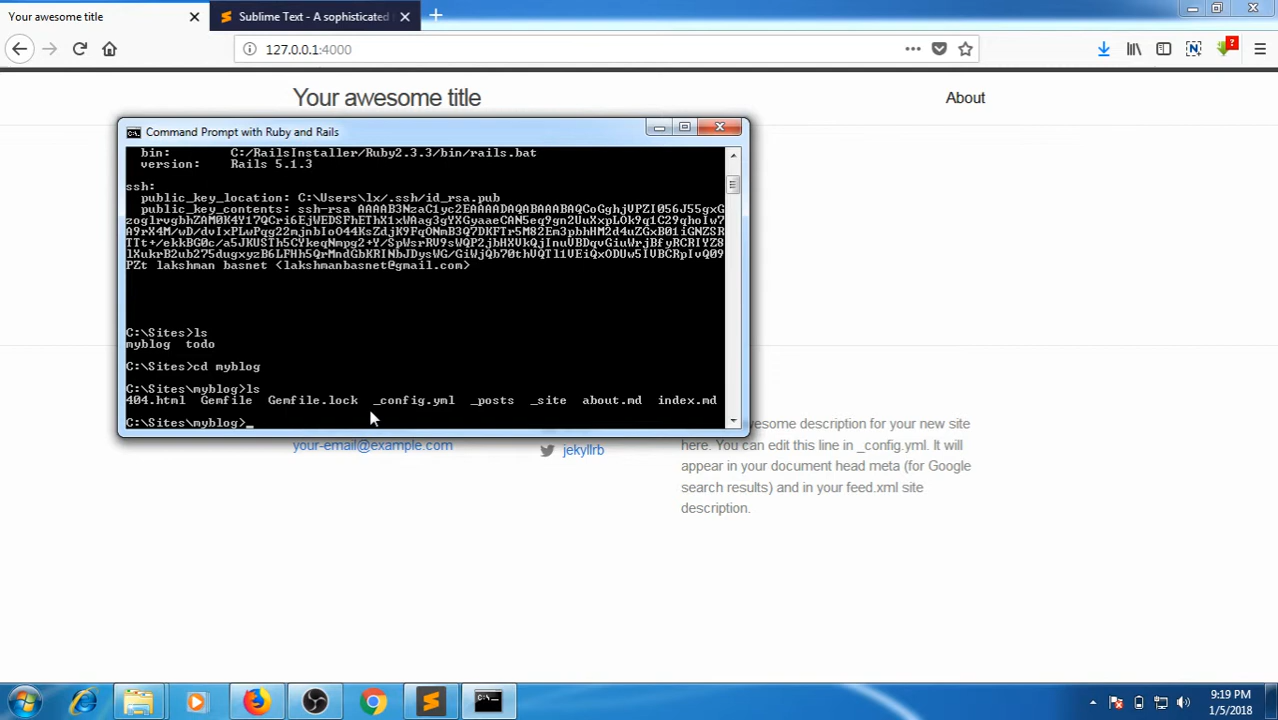 Your awesome title
Sublime Text - A sophisticated
127.0.0.1:4000
Your awesome title
About
Command Prompt with Ruby and Rails
bin: C:/RailsInstaller/Ruby2.3.3/bin/rails.bat
version: Rails 5.1.3
ssh:
public_key_location: C:\Users\lx/.ssh/id_rsa.pub
public_key_contents: ssh-rsa
lakshman basnet <lakshmanbasnet@gmail.com>
C:\Sites>ls
myblog todo
C:\Sites>cd myblog
C:\Sites\myblog>ls
404.html Gemfile Gemfile.lock _config.yml _posts _site about.md index.md
C:\Sites\myblog>_
your-email@example.com
jekyllrb
awesome description for your new site
here. You can edit this line in _config.yml. It will
appear in your document head meta (for Google
search results) and in your feed.xml site
description.
9:19 PM
1/5/2018